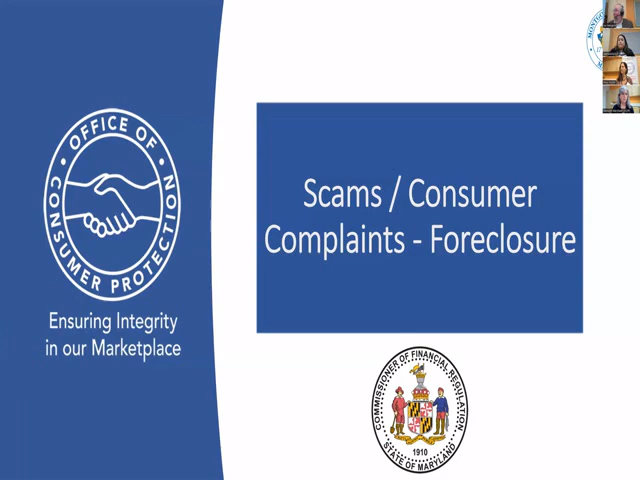 OFFICE OF
CONSUMER PROTECTION
Ensuring Integrity
in our Marketplace
Scams / Consumer
Complaints - Foreclosure
COMMISSIONER OF FINANCIAL REGULATION
1910
STATE OF MARYLAND